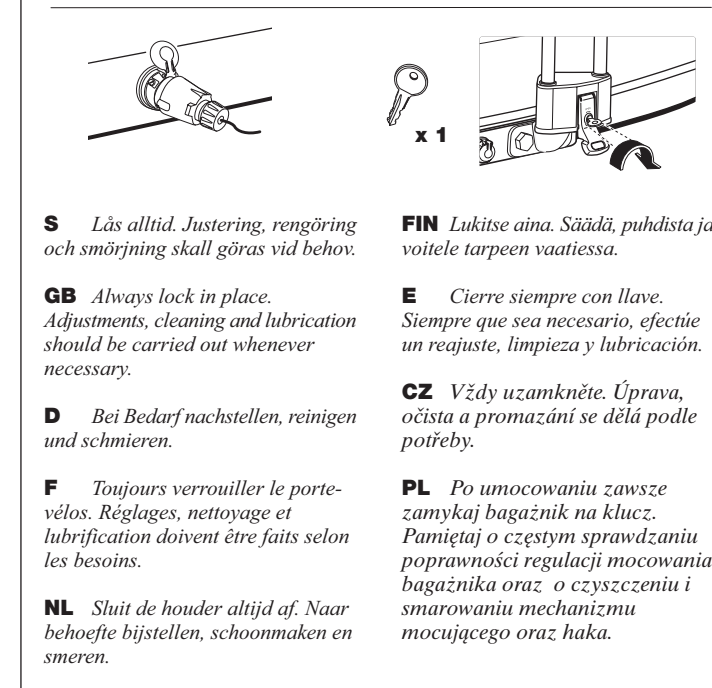 x 1
S Lås alltid. Justering, rengöring
och smörjning skall göras vid behov.
GB Always lock in place.
Adjustments, cleaning and lubrication
should be carried out whenever
necessary.
D Bei Bedarf nachstellen, reinigen
und schmieren.
F Toujours verrouiller le porte-
vélos. Réglages, nettoyage et
lubrification doivent être faits selon
les besoins.
NL Sluit de houder altijd af. Naar
behoefte bijstellen, schoonmaken en
smeren.
FIN Lukitse aina. Säädä, puhdista ja
voitele tarpeen vaatiessa.
E Cierre siempre con llave.
Siempre que sea necesario, efectúe
un reajuste, limpieza y lubricación.
CZ Vždy uzamkněte. Úprava,
očista a promazání se dělá podle
potřeby.
PL Po umocowaniu zawsze
zamykaj bagażnik na klucz.
Pamiętaj o częstym sprawdzaniu
poprawności regulacji mocowania
bagażnika oraz o czyszczeniu i
smarowaniu mechanizmu
mocującego oraz haka.